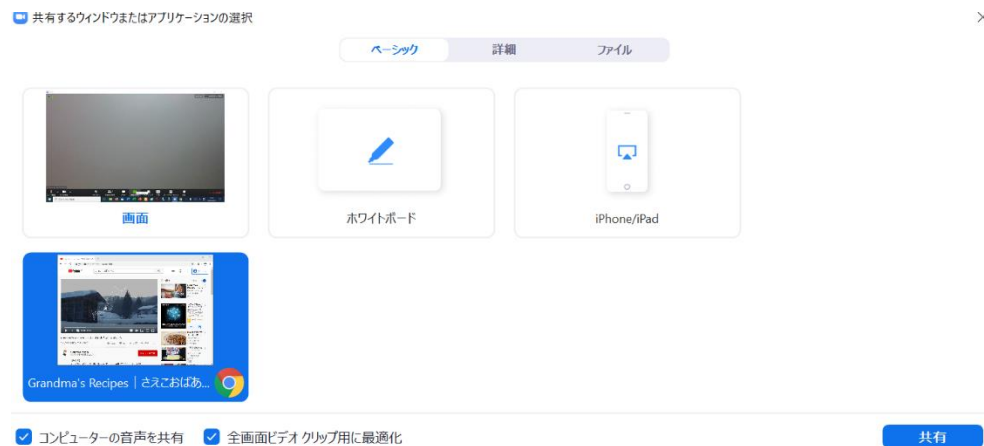 共有するウィンドウまたはアプリケーションの選択
ベーシック 詳細 ファイル
画面
ホワイトボード
iPhone/iPad
Grandma's Recipes｜さえこおばあ...
コンピューターの音声を共有 全画面ビデオ クリップ用に最適化
共有